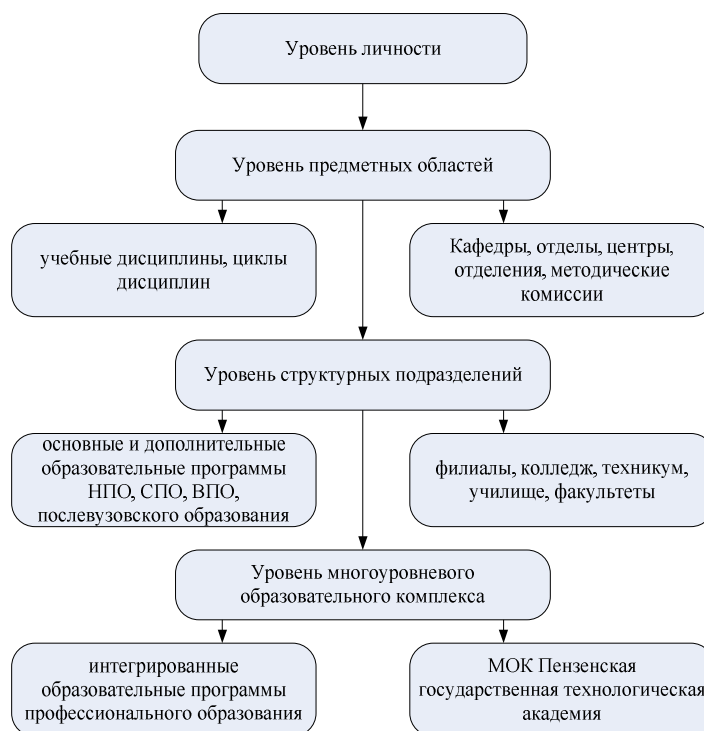 Уровень личности
Уровень предметных областей
учебные дисциплины, циклы
дисциплин
Кафедры, отделы, центры,
отделения, методические
комиссии
Уровень структурных подразделений
основные и дополнительные
образовательные программы
НПО, СПО, ВПО,
послевузовского образования
филиалы, колледж, техникум,
училище, факультеты
Уровень многоуровневого
образовательного комплекса
интегрированные
образовательные программы
профессионального образования
МОК Пензенская
государственная технологическая
академия